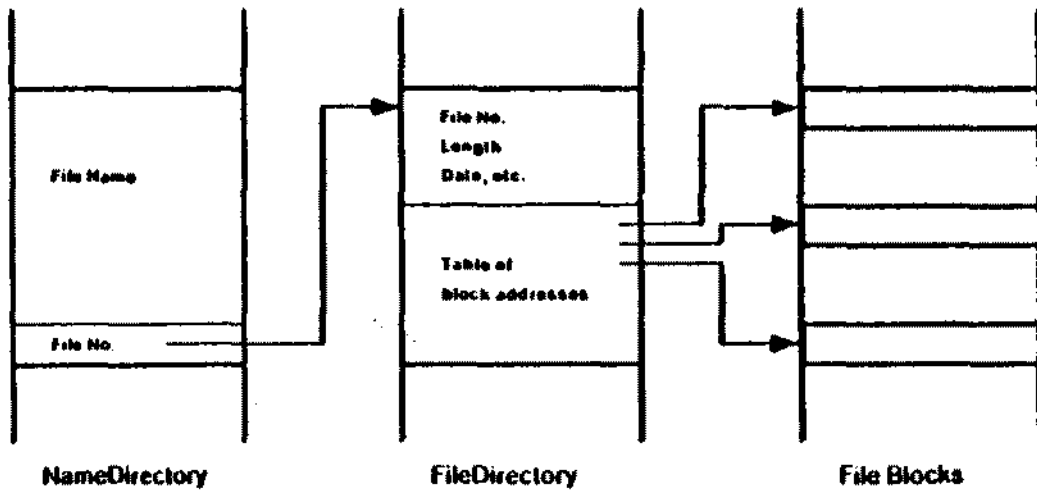 File Name
File No.
File No.
Length
Date, etc.
Table of
block addresses
NameDirectory
FileDirectory
File Blocks